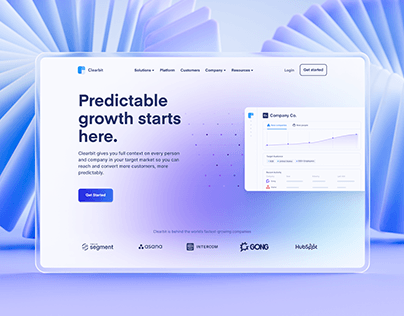 Clearbit
Solutions
Platform
Customers
Company
Resources
Login
Get started
Predictable
growth starts
here.
Clearbit gives you full context on every person
and company in your target market so you can
reach and convert more customers, more
predictably.
Get Started
Company Co.
Clearbit is behind the world's fastest-growing companies
segment
asana
INTERCOM
GONG
HubSpot